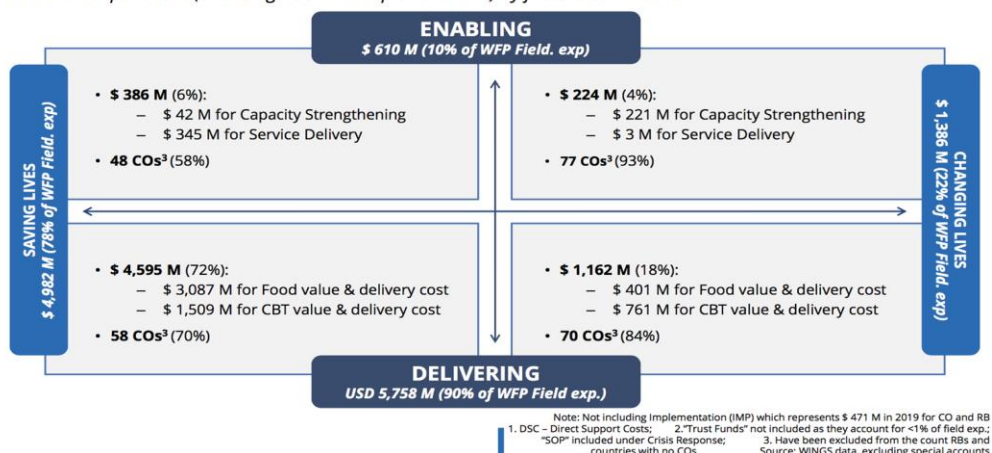 ENABLING
$ 610 M (10% of WFP Field. exp)
SAVING LIVES
$ 4,982 M (78% of WFP Field. exp)
• $ 386 M (6%):
– $ 42 M for Capacity Strengthening
– $ 345 M for Service Delivery
• 48 COs³ (58%)
• $ 224 M (4%):
– $ 221 M for Capacity Strengthening
– $ 3 M for Service Delivery
• 77 COs³ (93%)
CHANGING LIVES
$ 1,386 M (22% of WFP Field. exp)
• $ 4,595 M (72%):
– $ 3,087 M for Food value & delivery cost
– $ 1,509 M for CBT value & delivery cost
• 58 COs³ (70%)
• $ 1,162 M (18%):
– $ 401 M for Food value & delivery cost
– $ 761 M for CBT value & delivery cost
• 70 COs³ (84%)
DELIVERING
USD 5,758 M (90% of WFP Field exp.)
Note: Not including Implementation (IMP) which represents $ 471 M in 2019 for CO and RB
1. DSC – Direct Support Costs; 2."Trust Funds" not included as they account for <1% of field exp.;
"SOP" included under Crisis Response; 3. Have been excluded from the count RBs and
countries with no COs Source: WINGS data, excluding special accounts